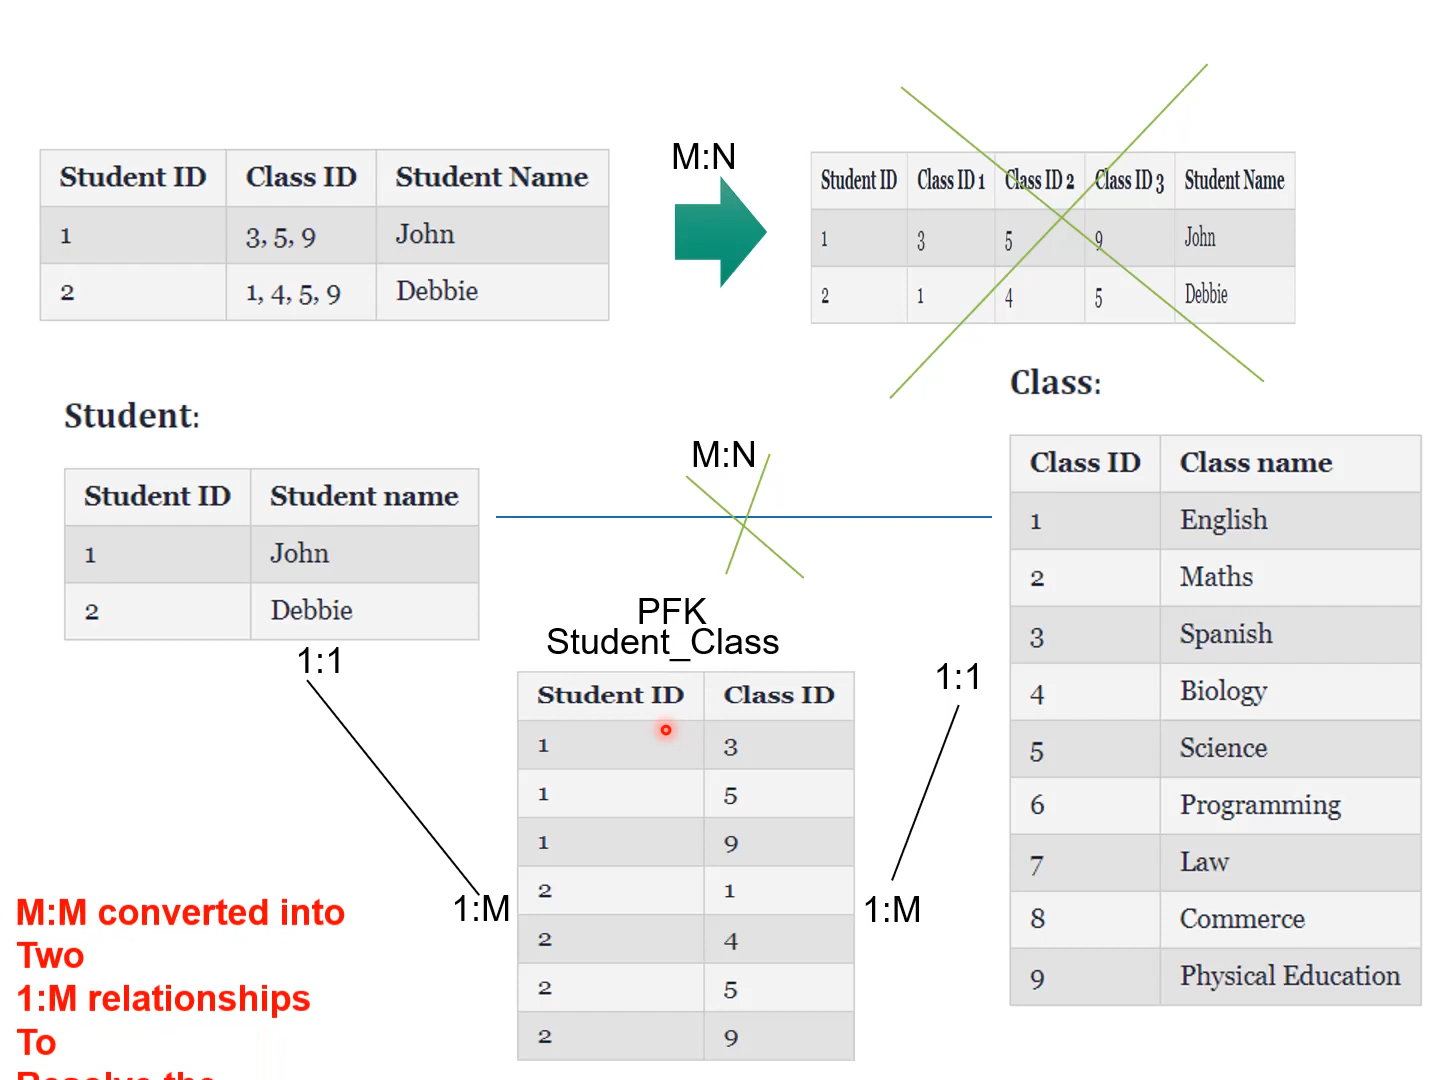 M:N
Student ID Class ID Student Name
1 3, 5, 9 John
2 1, 4, 5, 9 Debbie
Student ID Class ID 1 Class ID 2 Class ID 3 Student Name
1 3 5 9 John
2 1 4 5 Debbie
Student:
Student ID Student name
1 John
2 Debbie
M:N
Class:
Class ID Class name
1 English
2 Maths
3 Spanish
4 Biology
5 Science
6 Programming
7 Law
8 Commerce
9 Physical Education
PFK
Student_Class
1:1
1:1
Student ID Class ID
1 3
1 5
1 9
2 1
2 4
2 5
2 9
1:M
1:M
M:M converted into
Two
1:M relationships
To
Resolve the